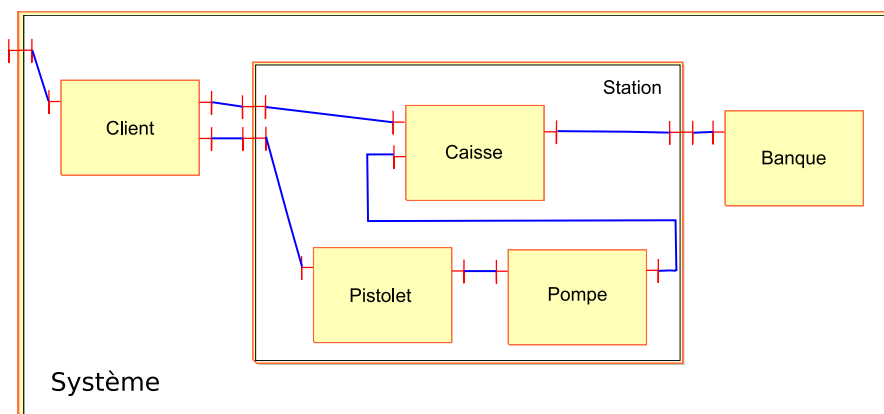 Station
Client
Caisse
Banque
Pistolet
Pompe
Système